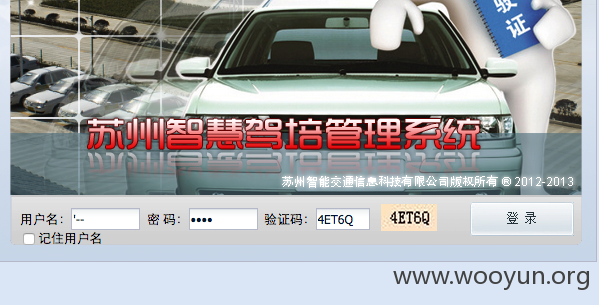 验
证
苏州智慧驾培管理系统
苏州智能交通信息科技有限公司版权所有 ® 2012-2013
用户名: '-- 密 码: •••• 验证码: 4ET6Q 4ET6Q 登 录
记住用户名
www.wooyun.org